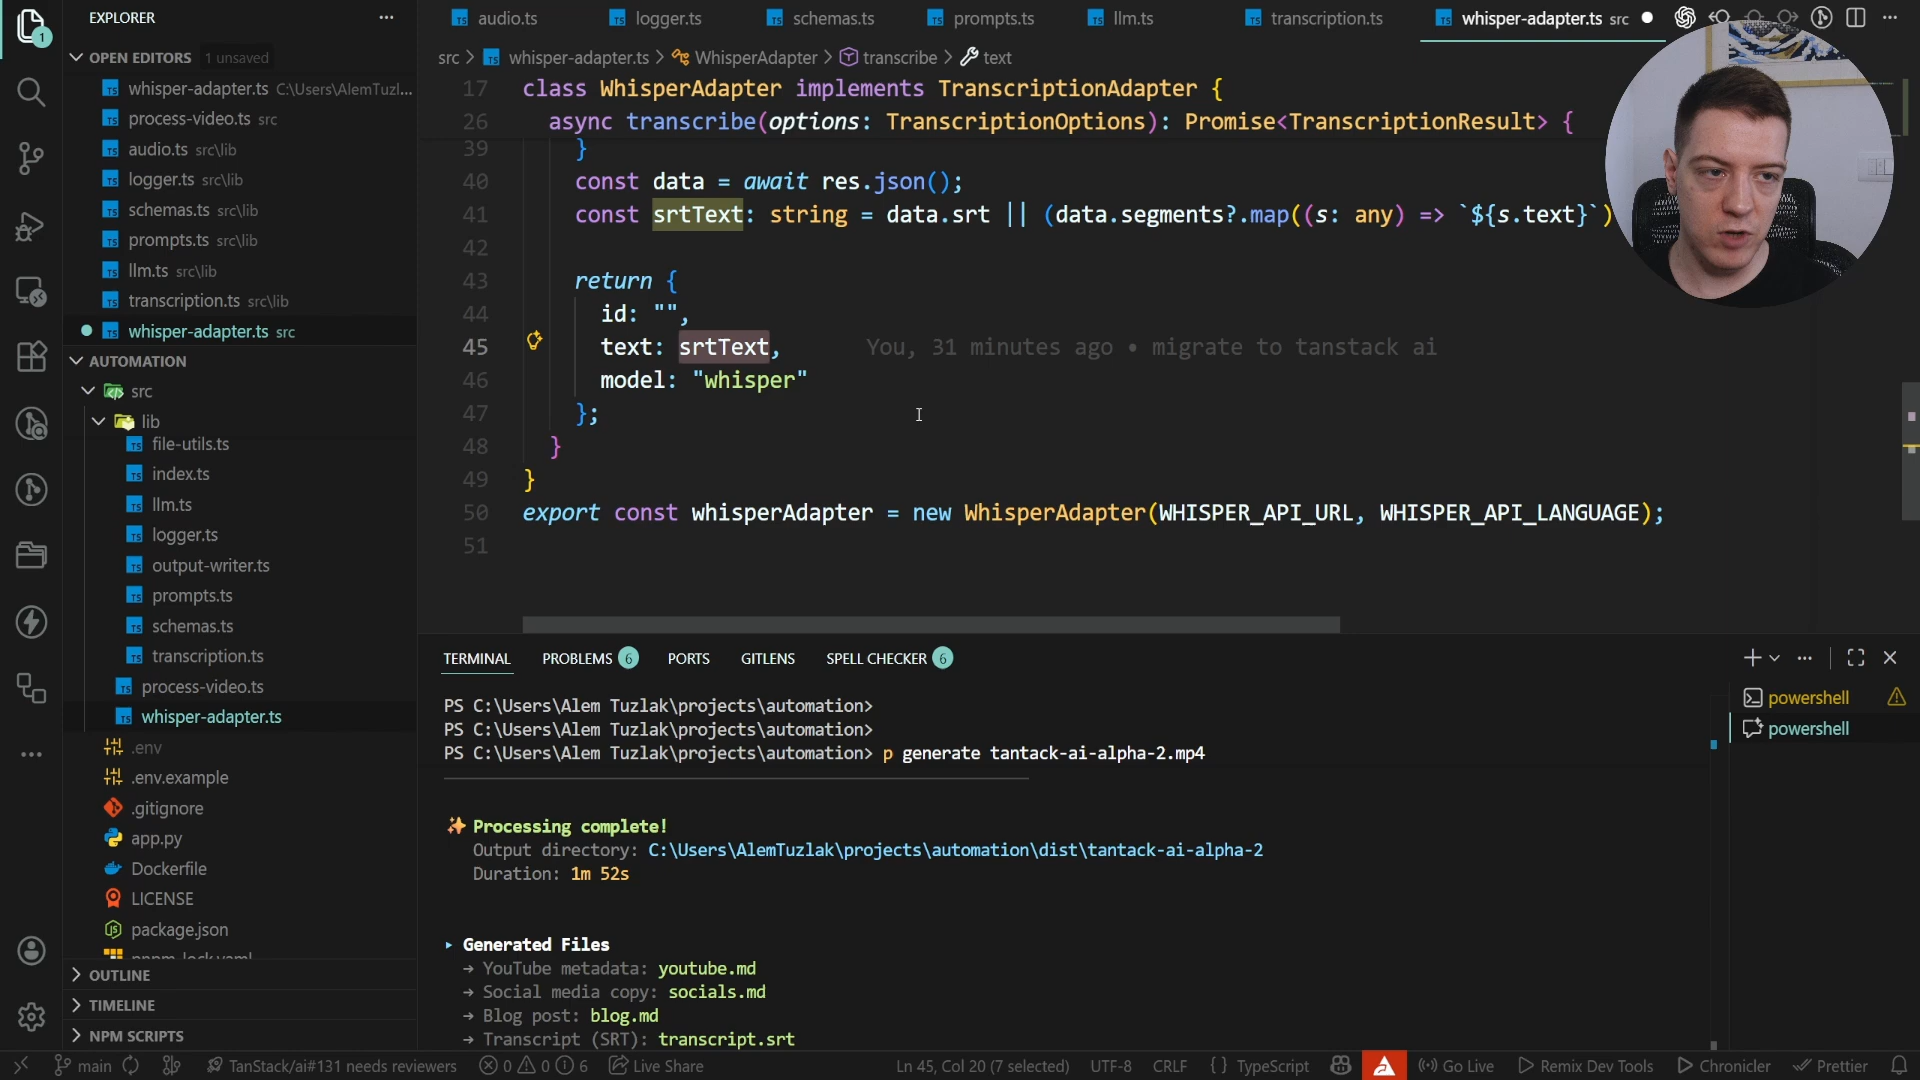 EXPLORER
OPEN EDITORS 1 unsaved
whisper-adapter.ts C:\Users\AlemTuzl...
process-video.ts src
audio.ts src\lib
logger.ts src\lib
schemas.ts src\lib
prompts.ts src\lib
llm.ts src\lib
transcription.ts src\lib
whisper-adapter.ts src
AUTOMATION
src
lib
file-utils.ts
index.ts
llm.ts
logger.ts
output-writer.ts
prompts.ts
schemas.ts
transcription.ts
process-video.ts
whisper-adapter.ts
.env
.env.example
.gitignore
app.py
Dockerfile
LICENSE
package.json
OUTLINE
TIMELINE
NPM SCRIPTS
1
audio.ts logger.ts schemas.ts prompts.ts llm.ts transcription.ts whisper-adapter.ts src
src > whisper-adapter.ts > WhisperAdapter > transcribe > text
17 class WhisperAdapter implements TranscriptionAdapter {
26 async transcribe(options: TranscriptionOptions): Promise<TranscriptionResult> {
39 }
40 const data = await res.json();
41 const srtText: string = data.srt || (data.segments?.map((s: any) => `${s.text}`)
42
43 return {
44 id: "",
45 text: srtText, You, 31 minutes ago • migrate to tanstack ai
46 model: "whisper"
47 };
48 }
49 }
50 export const whisperAdapter = new WhisperAdapter(WHISPER_API_URL, WHISPER_API_LANGUAGE);
51
TERMINAL PROBLEMS 6 PORTS GITLENS SPELL CHECKER 6
PS C:\Users\Alem Tuzlak\projects\automation>
PS C:\Users\Alem Tuzlak\projects\automation>
PS C:\Users\Alem Tuzlak\projects\automation> p generate tantack-ai-alpha-2.mp4
✨ Processing complete!
Output directory: C:\Users\AlemTuzlak\projects\automation\dist\tantack-ai-alpha-2
Duration: 1m 52s
▸ Generated Files
→ YouTube metadata: youtube.md
→ Social media copy: socials.md
→ Blog post: blog.md
→ Transcript (SRT): transcript.srt
powershell
powershell
main TanStack/ai#131 needs reviewers 0 0 6 Live Share Ln 45, Col 20 (7 selected) UTF-8 CRLF {} TypeScript Go Live Remix Dev Tools Chronicler Prettier